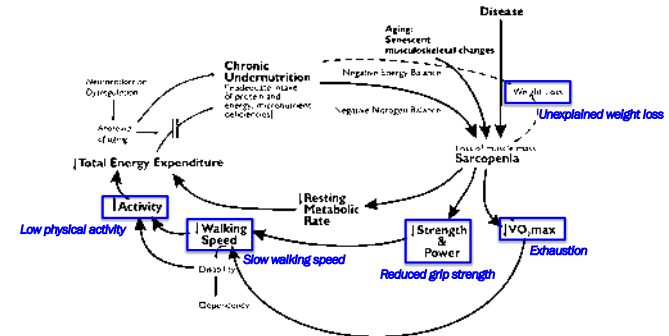 Disease
Aging:
Senescent
musculoskeletal changes
Chronic
Undernutrition
[Inadequate intake
of protein and
energy, micronutrient
deficiencies]
Negative Energy Balance
Negative Nitrogen Balance
Neuroendocrine
Dysregulation
Anorexia
of aging
Weight Loss
Unexplained weight loss
Loss of muscle mass
Sarcopenia
↓Total Energy Expenditure
↓Resting
Metabolic
Rate
↓Activity
Low physical activity
↓Walking
Speed
Slow walking speed
↓Strength
&
Power
Reduced grip strength
↓VO₂max
Exhaustion
Disability
Dependency